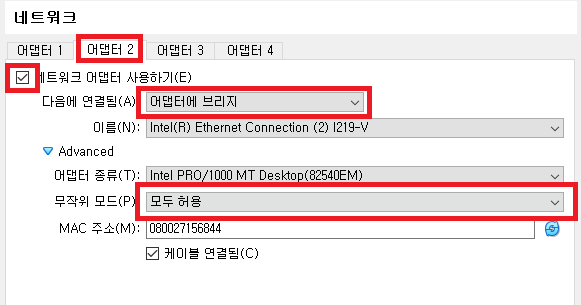 네트워크
어댑터 1 어댑터 2 어댑터 3 어댑터 4
네트워크 어댑터 사용하기(E)
다음에 연결됨(A) 어댑터에 브리지
이름(N): Intel(R) Ethernet Connection (2) I219-V
Advanced
어댑터 종류(T): Intel PRO/1000 MT Desktop(82540EM)
무작위 모드(P) 모두 허용
MAC 주소(M): 080027156844
케이블 연결됨(C)